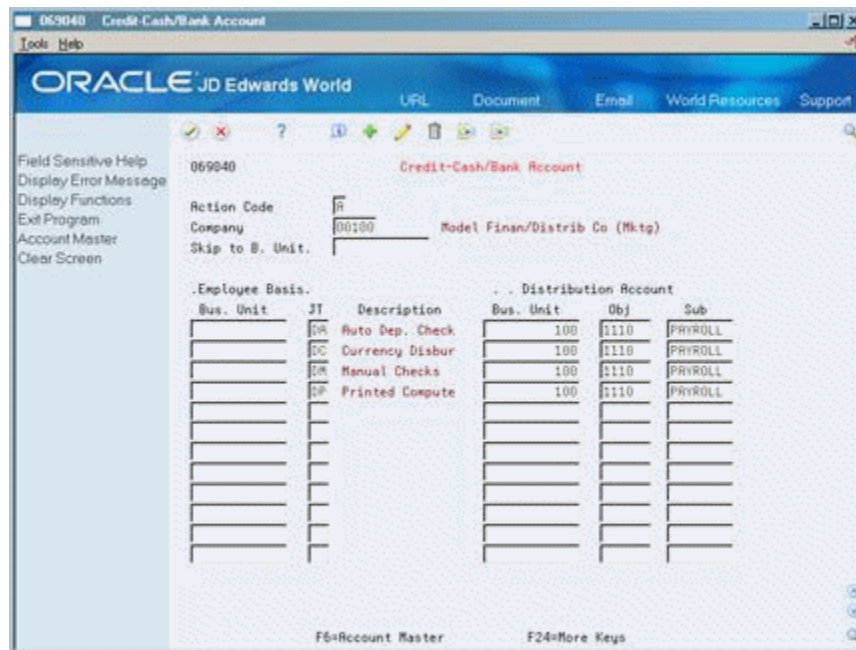 069040 Credit-Cash/Bank Account
Tools Help
ORACLE JD Edwards World
URL Document Email World Resources Support
Field Sensitive Help
Display Error Message
Display Functions
Exit Program
Account Master
Clear Screen
069040 Credit-Cash/Bank Account
Action Code A
Company 00100 Model Finan/Distrib Co (Mktg)
Skip to B. Unit.
.Employee Basis. . . Distribution Account
Bus. Unit JT Description Bus. Unit Obj Sub
DA Auto Dep. Check 100 1110 PAYROLL
DC Currency Disbur 100 1110 PAYROLL
DM Manual Checks 100 1110 PAYROLL
DP Printed Compute 100 1110 PAYROLL
F6=Account Master F24=More Keys